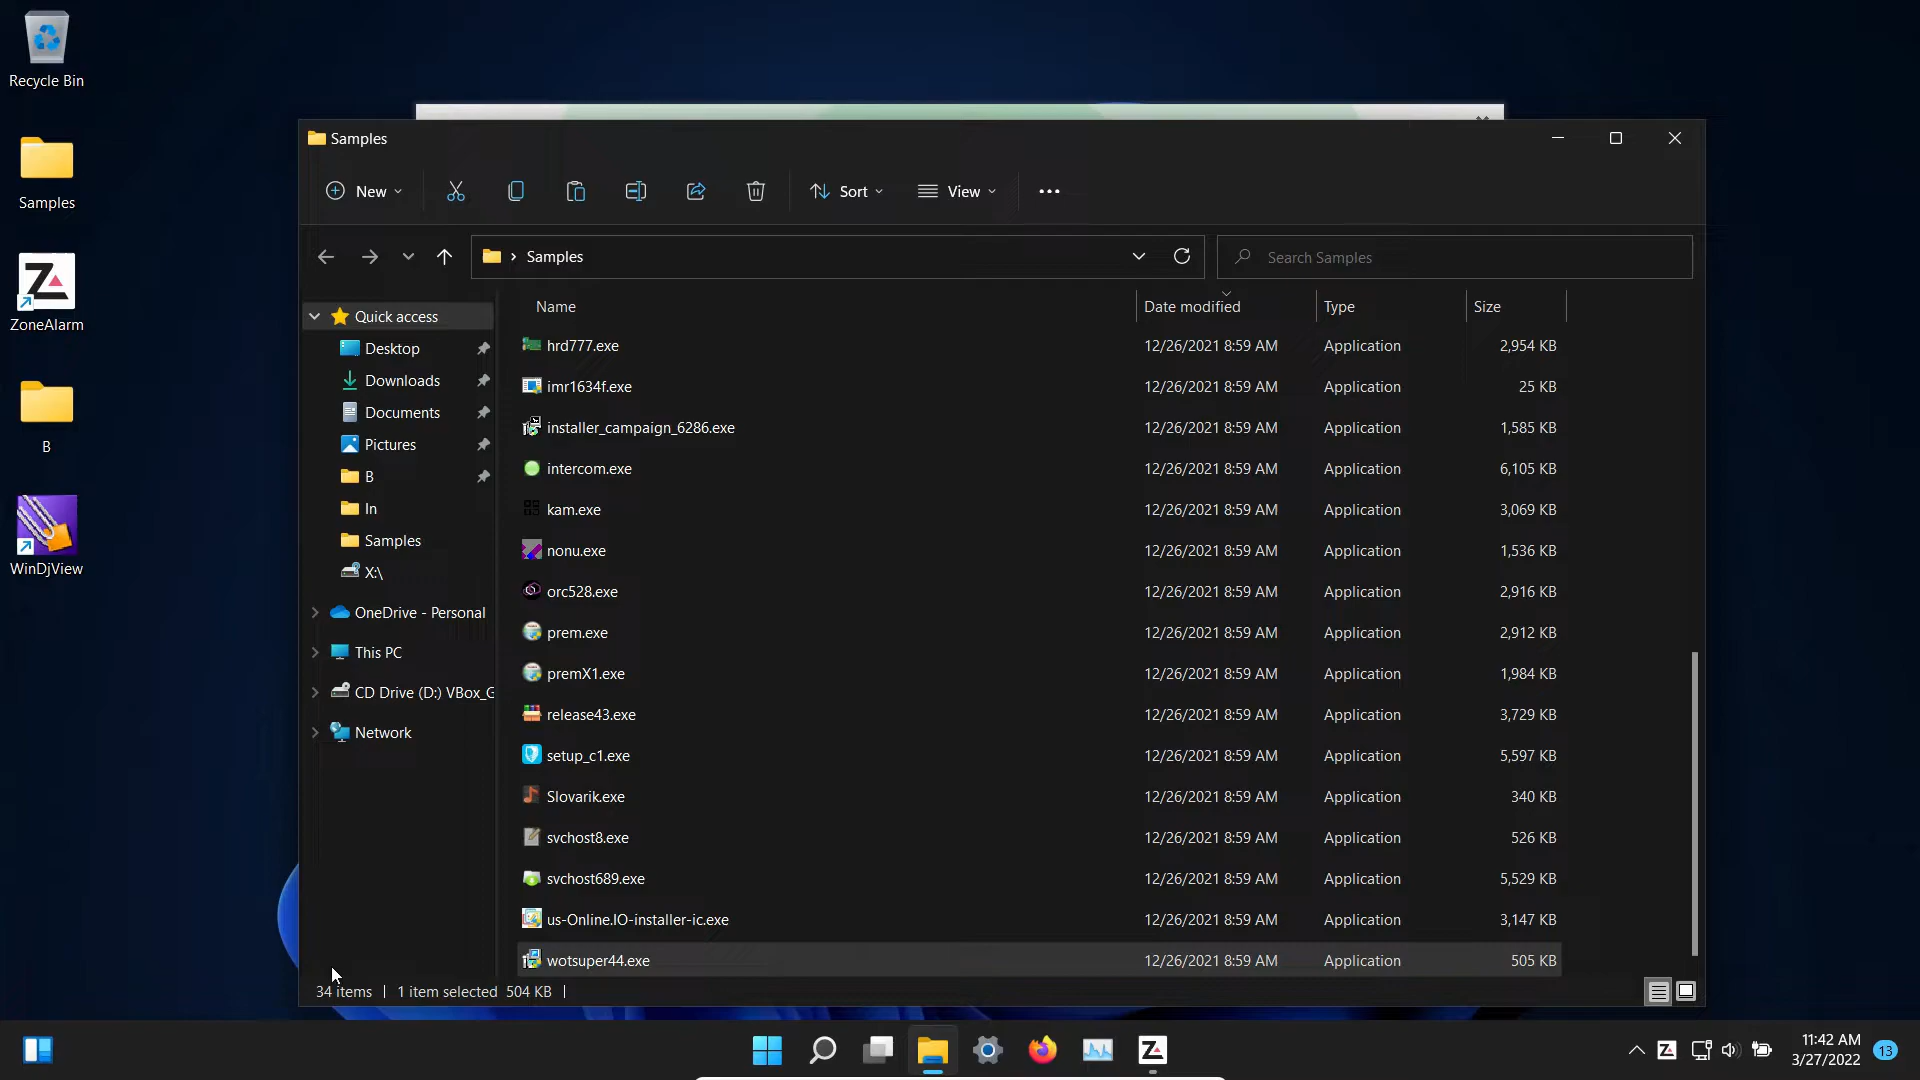 Recycle Bin
Samples
ZoneAlarm
B
WinDjView
Samples
New
Sort
View
Samples
Search Samples
Name
Date modified
Type
Size
Quick access
Desktop
Downloads
Documents
Pictures
B
In
Samples
X:\
OneDrive - Personal
This PC
CD Drive (D:) VBox_G
Network
hrd777.exe 12/26/2021 8:59 AM Application 2,954 KB
imr1634f.exe 12/26/2021 8:59 AM Application 25 KB
installer_campaign_6286.exe 12/26/2021 8:59 AM Application 1,585 KB
intercom.exe 12/26/2021 8:59 AM Application 6,105 KB
kam.exe 12/26/2021 8:59 AM Application 3,069 KB
nonu.exe 12/26/2021 8:59 AM Application 1,536 KB
orc528.exe 12/26/2021 8:59 AM Application 2,916 KB
prem.exe 12/26/2021 8:59 AM Application 2,912 KB
premX1.exe 12/26/2021 8:59 AM Application 1,984 KB
release43.exe 12/26/2021 8:59 AM Application 3,729 KB
setup_c1.exe 12/26/2021 8:59 AM Application 5,597 KB
Slovarik.exe 12/26/2021 8:59 AM Application 340 KB
svchost8.exe 12/26/2021 8:59 AM Application 526 KB
svchost689.exe 12/26/2021 8:59 AM Application 5,529 KB
us-Online.IO-installer-ic.exe 12/26/2021 8:59 AM Application 3,147 KB
wotsuper44.exe 12/26/2021 8:59 AM Application 505 KB
34 items | 1 item selected 504 KB |
11:42 AM
3/27/2022
13